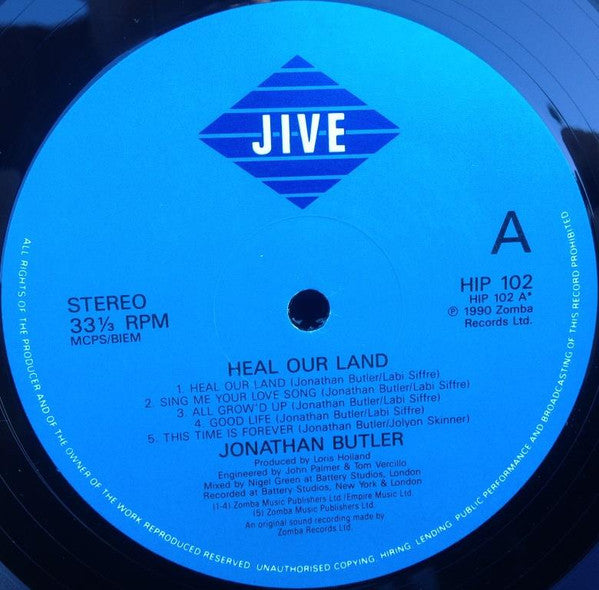 JIVE
A
STEREO
33⅓ RPM
MCPS/BIEM
HIP 102
HIP 102 A*
℗ 1990 Zomba
Records Ltd.
HEAL OUR LAND
1. HEAL OUR LAND (Jonathan Butler/Labi Siffre)
2. SING ME YOUR LOVE SONG (Jonathan Butler/Labi Siffre)
3. ALL GROW'D UP (Jonathan Butler/Labi Siffre)
4. GOOD LIFE (Jonathan Butler/Labi Siffre)
5. THIS TIME IS FOREVER (Jonathan Butler/Jolyon Skinner)
JONATHAN BUTLER
Produced by Loris Holland
Engineered by John Palmer & Tom Vercillo
Mixed by Nigel Green at Battery Studios, London
Recorded at Battery Studios, New York & London
(1-4) Zomba Music Publishers Ltd /Empire Music Ltd.
(5) Zomba Music Publishers Ltd.
An original sound recording made by
Zomba Records Ltd.
ALL RIGHTS OF THE PRODUCER AND OF THE OWNER OF THE WORK REPRODUCED RESERVED. UNAUTHORISED COPYING, HIRING, LENDING, PUBLIC PERFORMANCE AND BROADCASTING OF THIS RECORD PROHIBITED